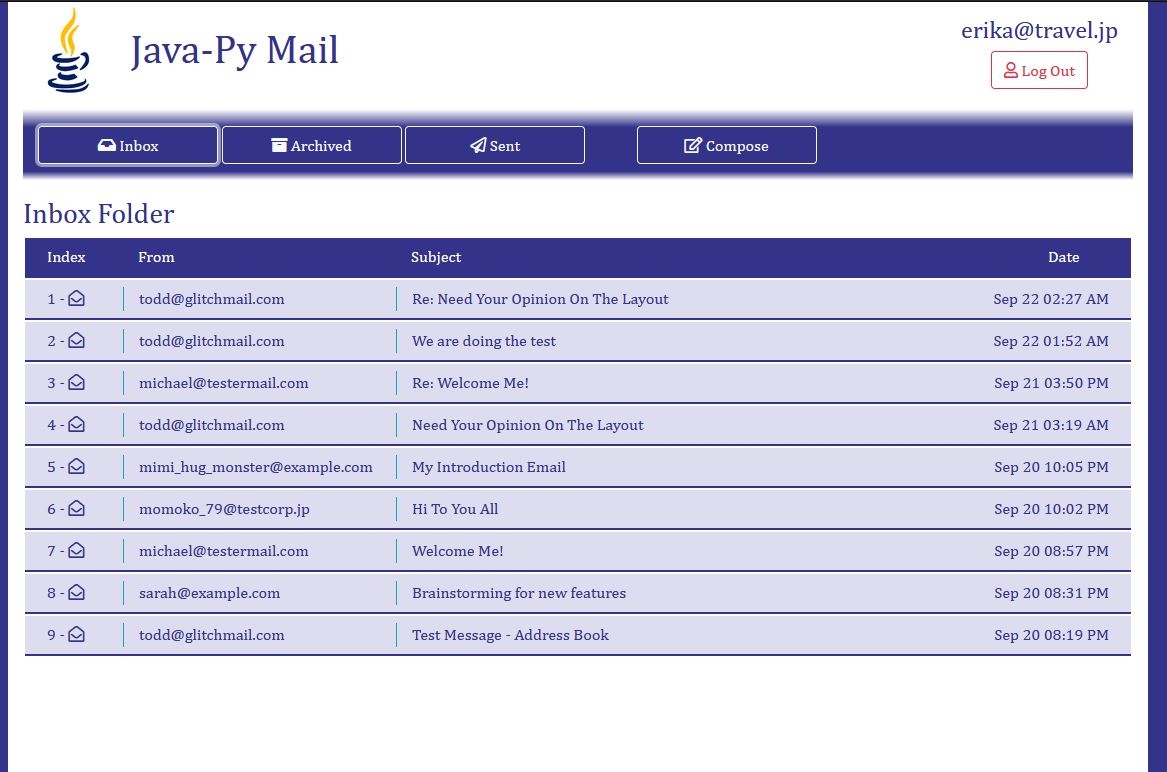 Java-Py Mail
erika@travel.jp
Log Out
Inbox Archived Sent Compose
Inbox Folder
Index From Subject Date
1 - todd@glitchmail.com Re: Need Your Opinion On The Layout Sep 22 02:27 AM
2 - todd@glitchmail.com We are doing the test Sep 22 01:52 AM
3 - michael@testermail.com Re: Welcome Me! Sep 21 03:50 PM
4 - todd@glitchmail.com Need Your Opinion On The Layout Sep 21 03:19 AM
5 - mimi_hug_monster@example.com My Introduction Email Sep 20 10:05 PM
6 - momoko_79@testcorp.jp Hi To You All Sep 20 10:02 PM
7 - michael@testermail.com Welcome Me! Sep 20 08:57 PM
8 - sarah@example.com Brainstorming for new features Sep 20 08:31 PM
9 - todd@glitchmail.com Test Message - Address Book Sep 20 08:19 PM